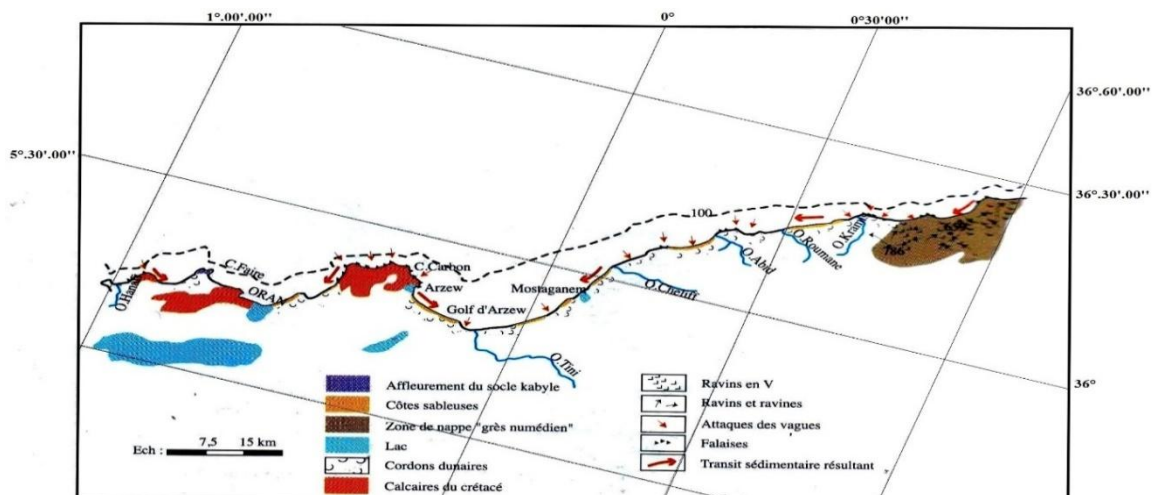 1°.00'.00"
0°
0°30'.00"
36°.60'.00"
5°.30'.00"
36°.30'.00"
100
C.Faire
O.Kramis
O.Roumane
O.Abid
786
C.Carbon
ORAN
Arzew
Mostaganem
O.Cheliff
Golf d'Arzew
O.Tini
36°
Affleurement du socle kabyle
Côtes sableuses
Zone de nappe "grès numédien"
Lac
Cordons dunaires
Calcaires du crétacé
Ravins en V
Ravins et ravines
Attaques des vagues
Falaises
Transit sédimentaire résultant
Ech :
7,5
15 km